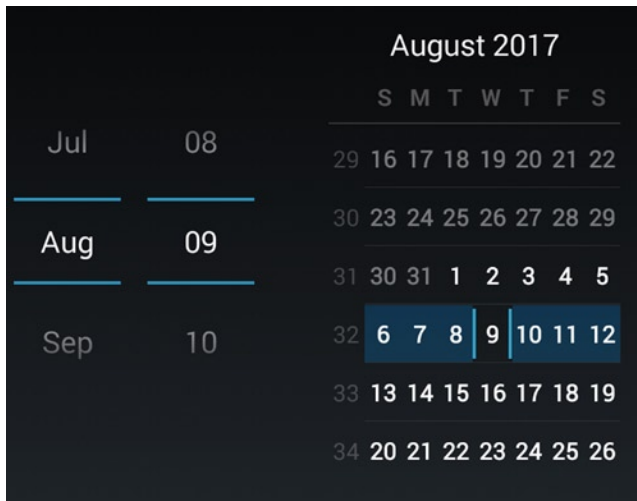 August 2017
S M T W T F S
Jul 08
29 16 17 18 19 20 21 22
30 23 24 25 26 27 28 29
Aug 09
31 30 31 1 2 3 4 5
32 6 7 8 9 10 11 12
Sep 10
33 13 14 15 16 17 18 19
34 20 21 22 23 24 25 26